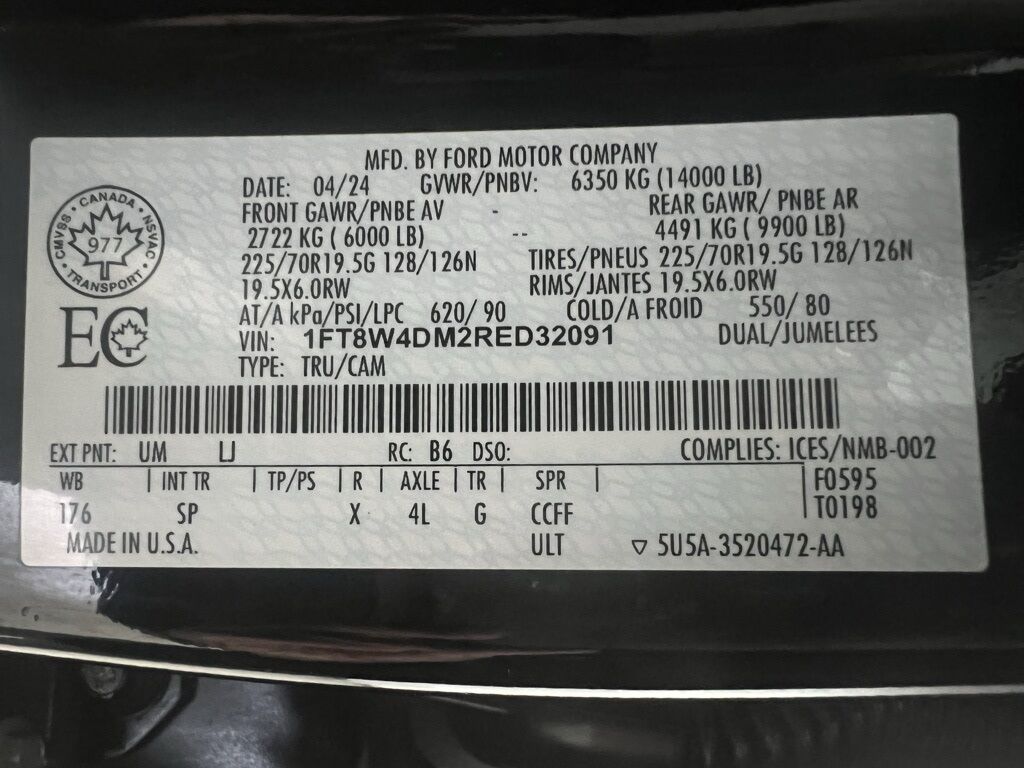 MFD. BY FORD MOTOR COMPANY
DATE: 04/24 GVWR/PNBV: 6350 KG (14000 LB)
FRONT GAWR/PNBE AV - REAR GAWR/ PNBE AR
2722 KG ( 6000 LB) -- 4491 KG ( 9900 LB)
225/70R19.5G 128/126N TIRES/PNEUS 225/70R19.5G 128/126N
19.5X6.0RW RIMS/JANTES 19.5X6.0RW
AT/A kPa/PSI/LPC 620/ 90 COLD/A FROID 550/ 80
VIN: 1FT8W4DM2RED32091 DUAL/JUMELEES
TYPE: TRU/CAM
CANADA
CMVSS 977 NSVAC
TRANSPORT
EC
EXT PNT: UM LJ RC: B6 DSO: COMPLIES: ICES/NMB-002
WB | INT TR | TP/PS | R | AXLE | TR | SPR | F0595
176 SP X 4L G CCFF T0198
MADE IN U.S.A. ULT ▽ 5U5A-3520472-AA